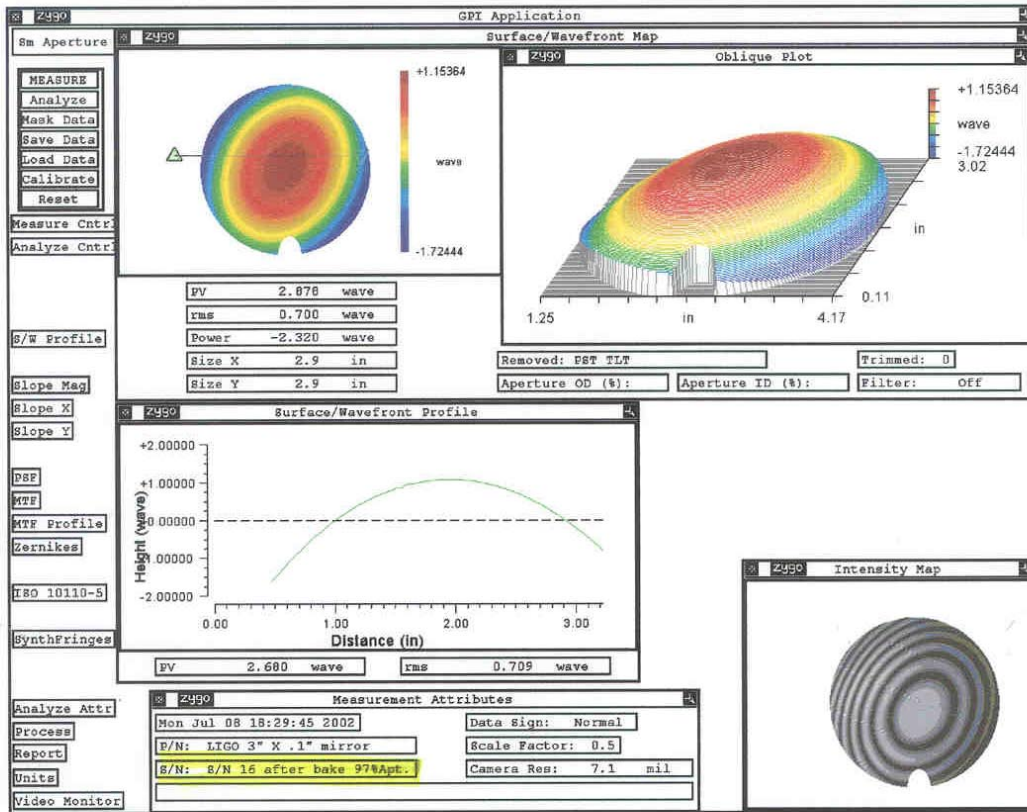 zygo GPI Application
8m Aperture
zygo Surface/Wavefront Map
MEASURE
Analyze
Mask Data
Save Data
Load Data
Calibrate
Reset
Measure Cntrl
Analyze Cntrl
S/W Profile
Slope Mag
Slope X
Slope Y
PSF
MTF
MTF Profile
Zernikes
ISO 10110-5
SynthFringes
Analyze Attr
Process
Report
Units
Video Monitor
+1.15364
wave
-1.72444
PV 2.878 wave
rms 0.700 wave
Power -2.320 wave
Size X 2.9 in
Size Y 2.9 in
zygo Oblique Plot
+1.15364
wave
-1.72444
3.02
in
0.11
1.25 in 4.17
Removed: PST TLT
Trimmed: 0
Aperture OD (%):
Aperture ID (%):
Filter: Off
zygo Surface/Wavefront Profile
+2.00000
+1.00000
0.00000
-1.00000
-2.00000
Height (wave)
0.00 1.00 2.00 3.00
Distance (in)
PV 2.680 wave
rms 0.709 wave
zygo Intensity Map
zygo Measurement Attributes
Mon Jul 08 18:29:45 2002
Data Sign: Normal
P/N: LIGO 3" X .1" mirror
Scale Factor: 0.5
S/N: S/N 16 after bake 97%Apt.
Camera Res: 7.1 mil